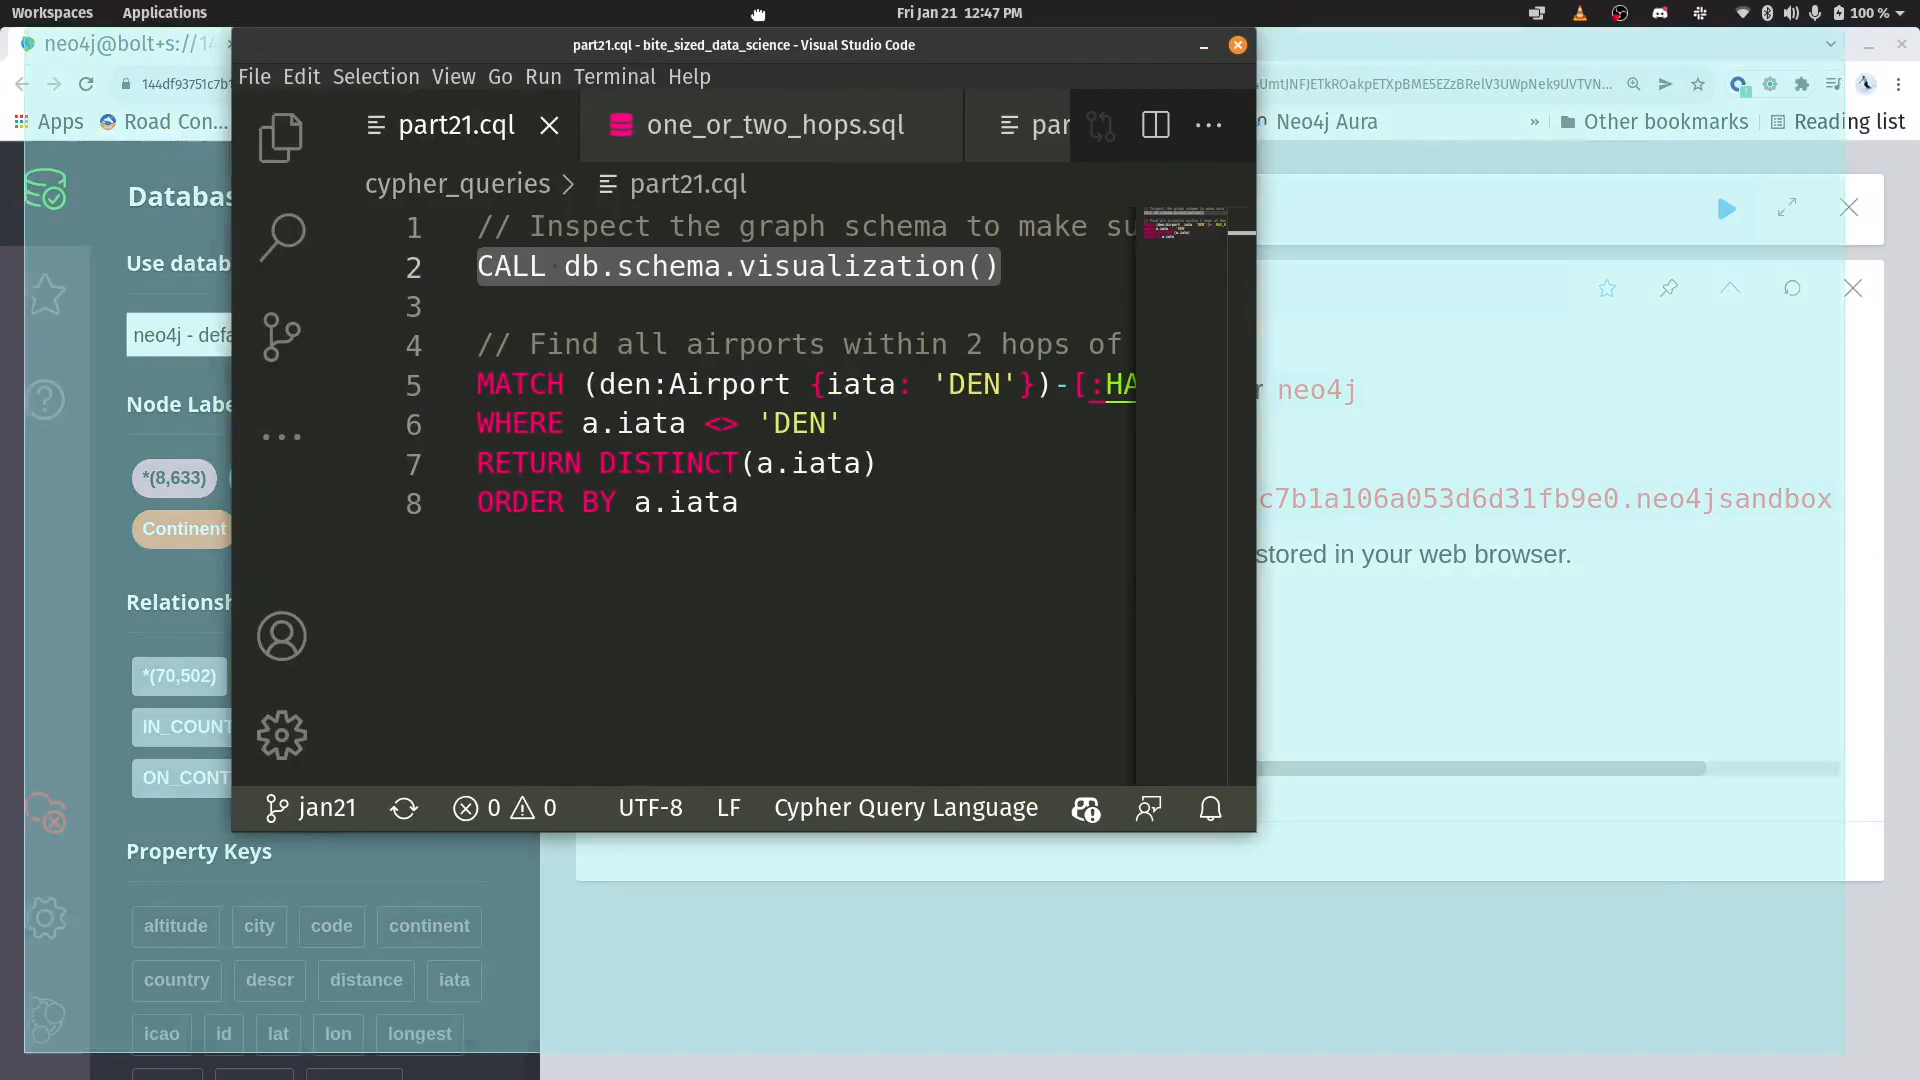 Workspaces Applications Fri Jan 21 12:47 PM 100 %
neo4j@bolt+s://14
part21.cql - bite_sized_data_science - Visual Studio Code
File Edit Selection View Go Run Terminal Help
144df93751c7b1
Apps Road Con... Neo4j Aura » Other bookmarks Reading list
part21.cql one_or_two_hops.sql par
cypher_queries > part21.cql
1 // Inspect the graph schema to make su
2 CALL db.schema.visualization()
3
4 // Find all airports within 2 hops of
5 MATCH (den:Airport {iata: 'DEN'})-[:HA
6 WHERE a.iata <> 'DEN'
7 RETURN DISTINCT(a.iata)
8 ORDER BY a.iata
jan21 0 0 UTF-8 LF Cypher Query Language
Databas
Use datab
neo4j - defa
Node Labe
*(8,633)
Continent
Relationsh
*(70,502)
IN_COUNT
ON_CONT
Property Keys
altitude city code continent
country descr distance iata
icao id lat lon longest
r neo4j
c7b1a106a053d6d31fb9e0.neo4jsandbox
stored in your web browser.